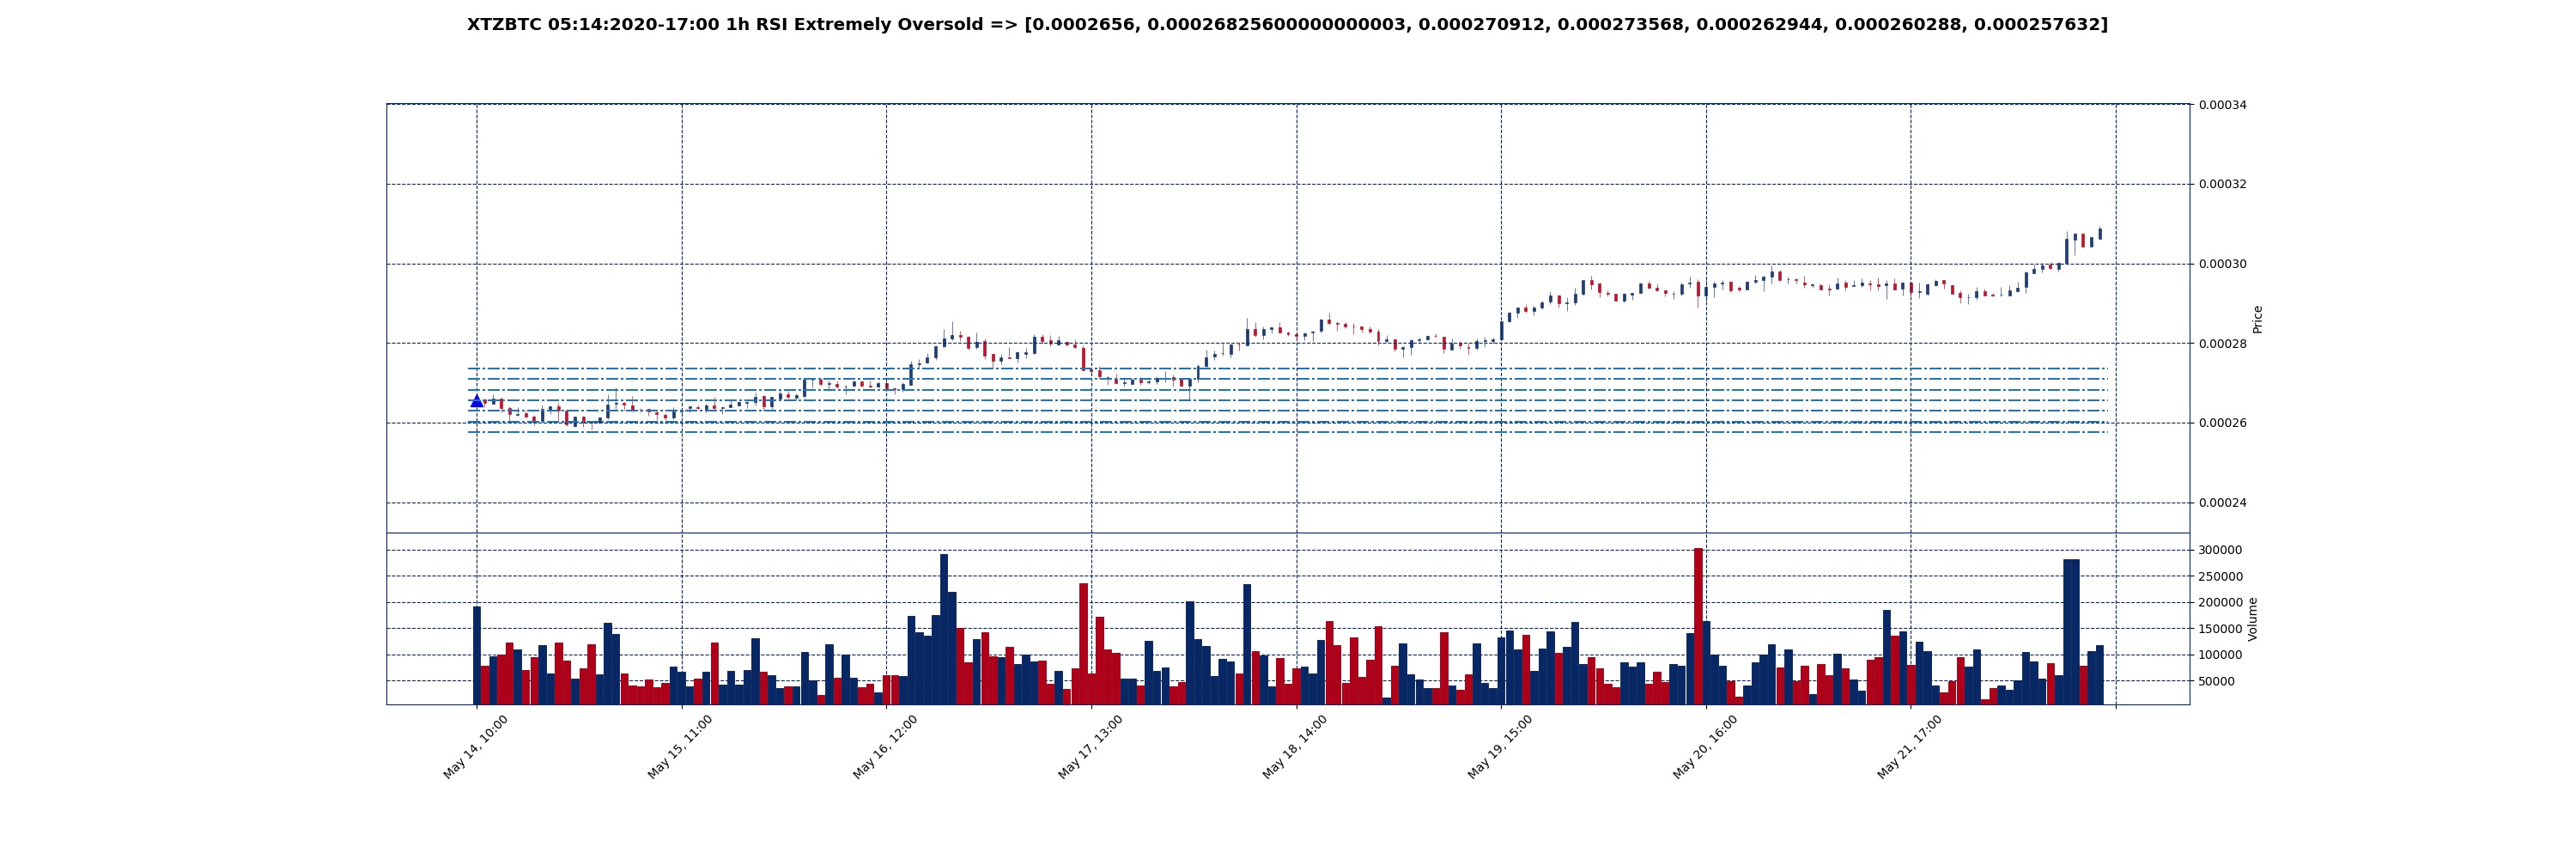 XTZBTC 05:14:2020-17:00 1h RSI Extremely Oversold => [0.0002656, 0.00026825600000000003, 0.000270912, 0.000273568, 0.000262944, 0.000260288, 0.000257632]
0.00034
0.00032
0.00030
0.00028
0.00026
0.00024
Price
300000
250000
200000
150000
100000
50000
Volume
May 14, 10:00
May 15, 11:00
May 16, 12:00
May 17, 13:00
May 18, 14:00
May 19, 15:00
May 20, 16:00
May 21, 17:00